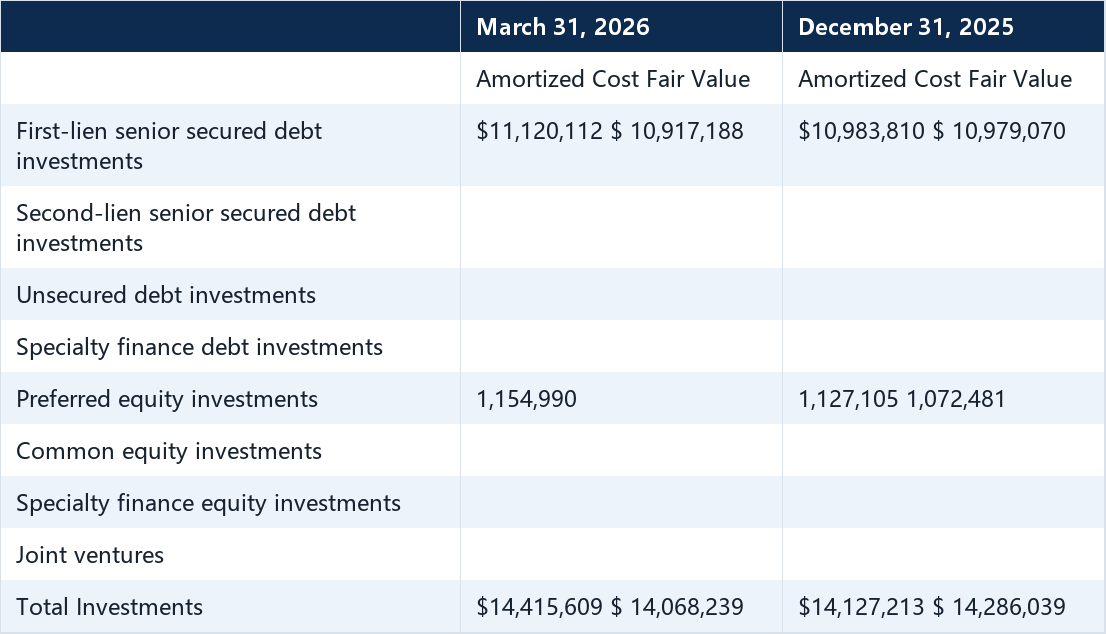 March 31, 2026 December 31, 2025
Amortized Cost Fair Value Amortized Cost Fair Value
First-lien senior secured debt $11,120,112 $ 10,917,188 $10,983,810 $ 10,979,070
investments
Second-lien senior secured debt
investments
Unsecured debt investments
Specialty finance debt investments
Preferred equity investments 1,154,990 1,127,105 1,072,481
Common equity investments
Specialty finance equity investments
Joint ventures
Total Investments $14,415,609 $ 14,068,239 $14,127,213 $ 14,286,039